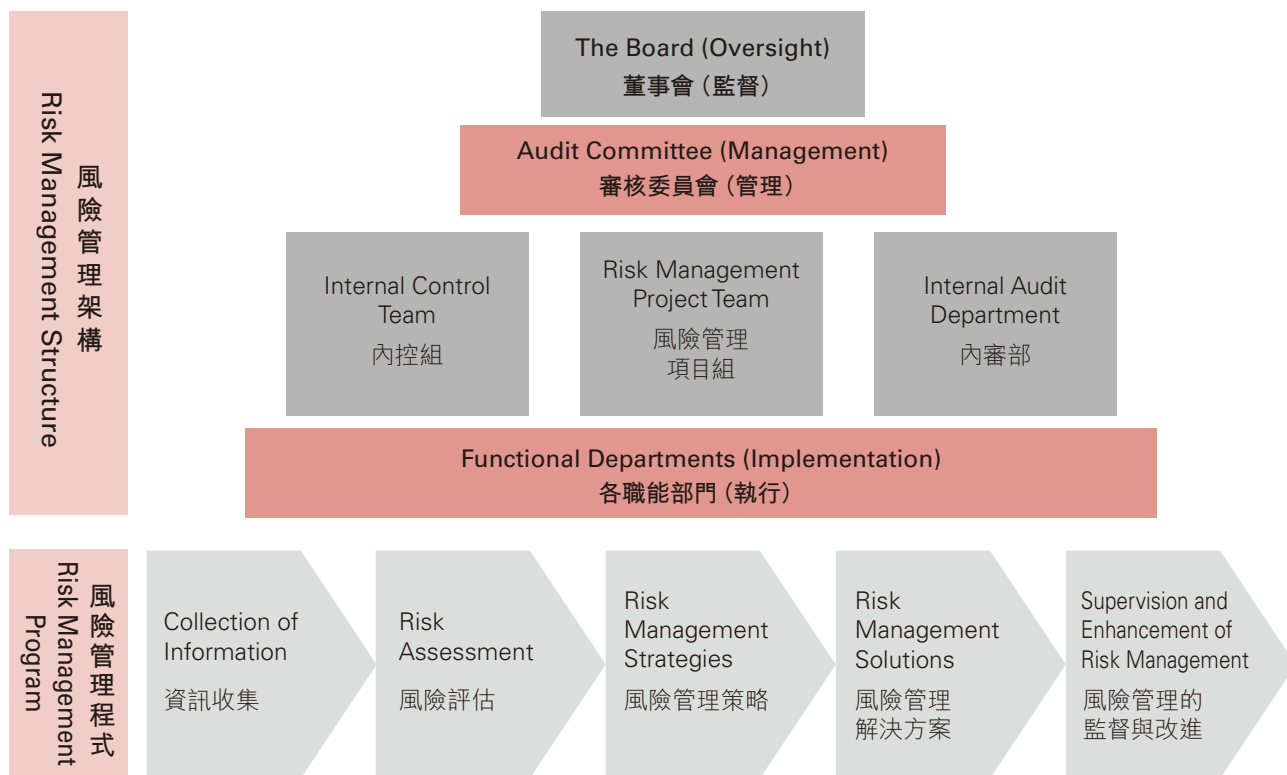 風險管理架構
Risk Management Structure
The Board (Oversight)
董事會（監督）
Audit Committee (Management)
審核委員會（管理）
Internal Control
Team
內控組
Risk Management
Project Team
風險管理
項目組
Internal Audit
Department
內審部
Functional Departments (Implementation)
各職能部門（執行）
風險管理程式
Risk Management
Program
Collection of
Information
資訊收集
Risk
Assessment
風險評估
Risk
Management
Strategies
風險管理策略
Risk
Management
Solutions
風險管理
解決方案
Supervision and
Enhancement of
Risk Management
風險管理的
監督與改進